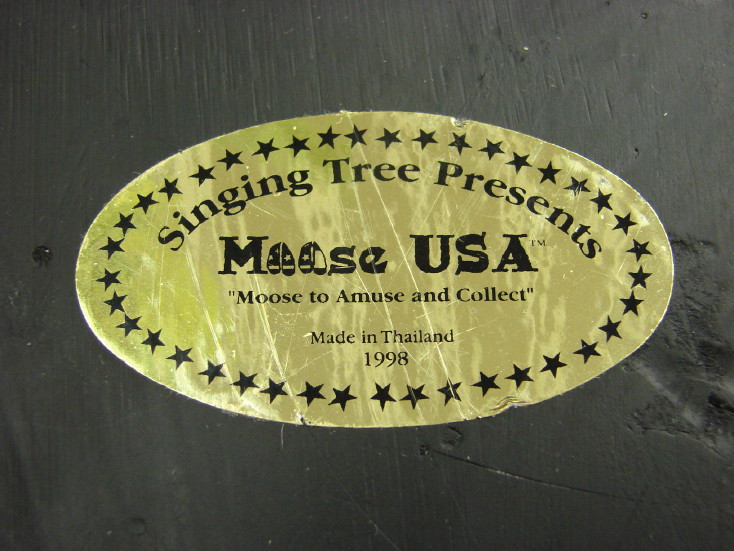 Singing Tree Presents
Moose USA™
"Moose to Amuse and Collect"
Made in Thailand
1998